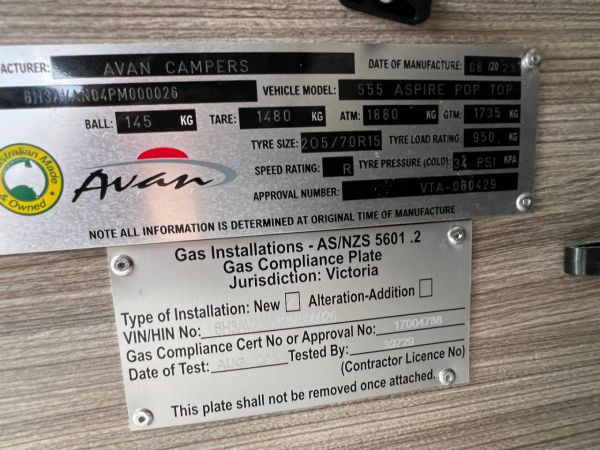 ACTURER: AVAN CAMPERS DATE OF MANUFACTURE: 08/2023
6H3AVAN04PM000026 VEHICLE MODEL: 555 ASPIRE POP TOP
BALL: 145 KG TARE: 1480 KG ATM: 1880 KG GTM: 1735 KG
TYRE SIZE: 205/70R15 TYRE LOAD RATING: 950 KG
SPEED RATING: R TYRE PRESSURE (COLD): PSI KPA
APPROVAL NUMBER: VTA-060429
tralian Made
& Owned
Avan
NOTE ALL INFORMATION IS DETERMINED AT ORIGINAL TIME OF MANUFACTURE
Gas Installations - AS/NZS 5601 .2
Gas Compliance Plate
Jurisdiction: Victoria
Type of Installation: New Alteration-Addition
VIN/HIN No:
Gas Compliance Cert No or Approval No: 17004788
Date of Test: AUG Tested By: 39729
(Contractor Licence No)
This plate shall not be removed once attached.